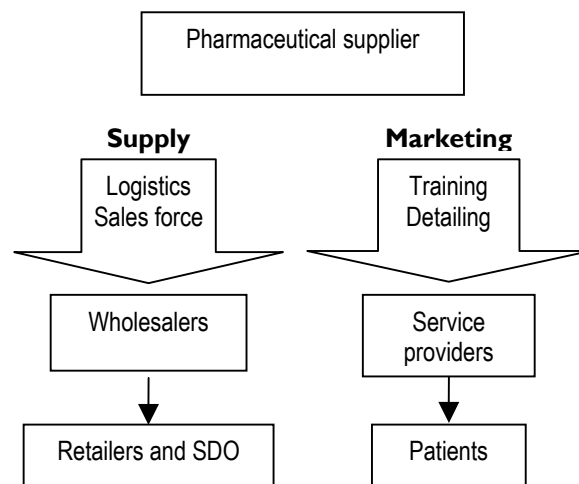 Pharmaceutical supplier
Supply
Marketing
Logistics
Sales force
Training
Detailing
Wholesalers
Service
providers
Retailers and SDO
Patients